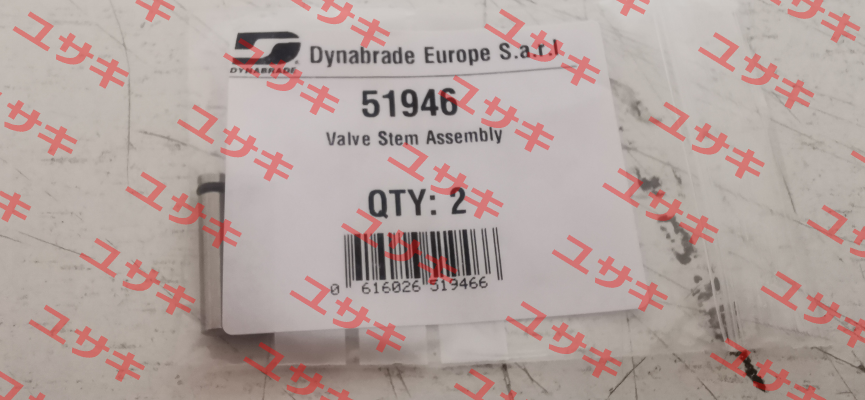 DYNABRADE
Dynabrade Europe S.a.r.l
51946
Valve Stem Assembly
QTY: 2
0 616026 519466
ユサキ